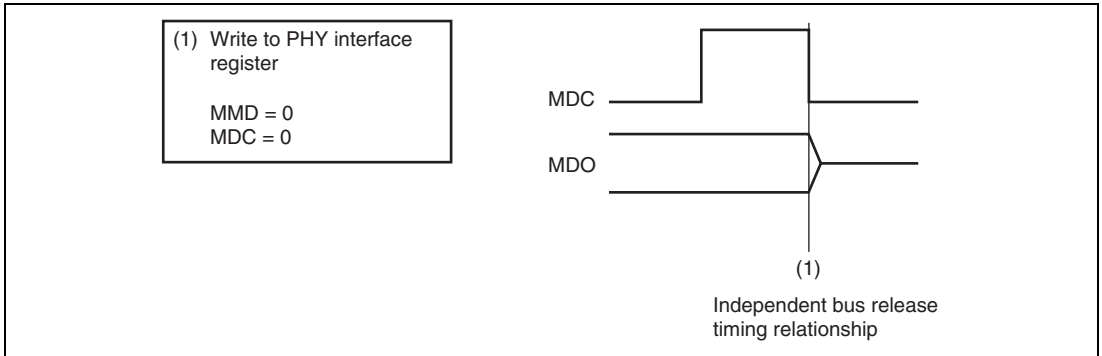 (1) Write to PHY interface
register
MMD = 0
MDC = 0
MDC
MDO
(1)
Independent bus release
timing relationship